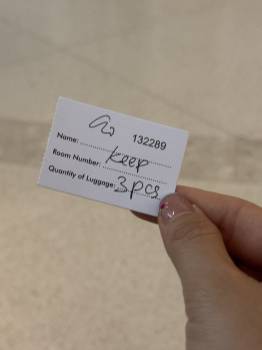 132289
Name:
Room Number: keep
Quantity of Luggage: 3pcs